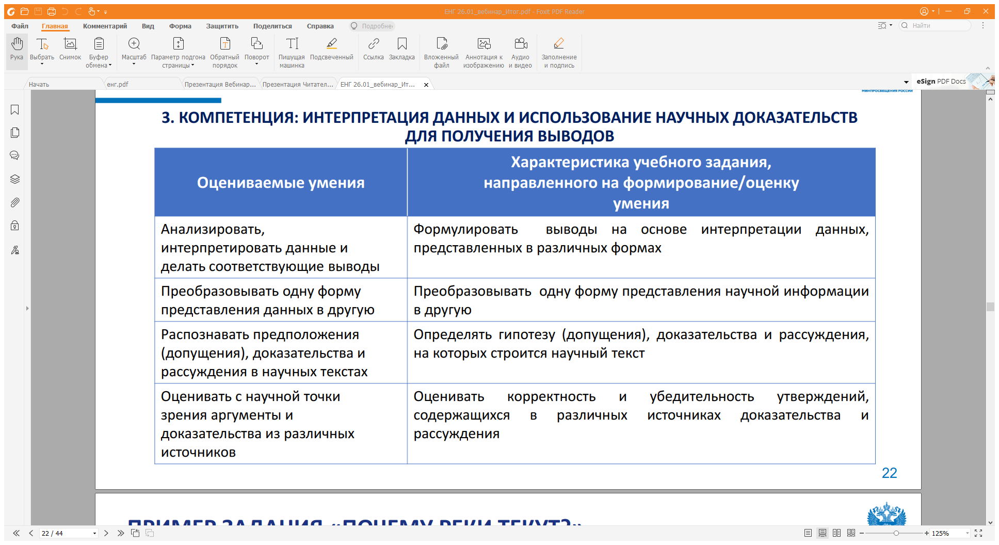 ЕНГ 26.01_вебинар_Итог.pdf - Foxit PDF Reader
Файл Главная Комментарий Вид Форма Защитить Поделиться Справка Подробнее Найти
Рука Выбрать Снимок Буфер обмена Масштаб Параметр подгона страницы Обратный порядок Поворот Пишущая машинка Подсвеченный Ссылка Закладка Вложенный файл Аннотация к изображению Аудио и видео Заполнение и подпись
Начать енг.pdf Презентация Вебинар... Презентация Читател... ЕНГ 26.01_вебинар_Ит... eSign PDF Docs
МИНПРОСВЕЩЕНИЯ РОССИИ
3. КОМПЕТЕНЦИЯ: ИНТЕРПРЕТАЦИЯ ДАННЫХ И ИСПОЛЬЗОВАНИЕ НАУЧНЫХ ДОКАЗАТЕЛЬСТВ
ДЛЯ ПОЛУЧЕНИЯ ВЫВОДОВ
Оцениваемые умения
Характеристика учебного задания,
направленного на формирование/оценку
умения
Анализировать,
интерпретировать данные и
делать соответствующие выводы
Формулировать выводы на основе интерпретации данных,
представленных в различных формах
Преобразовывать одну форму
представления данных в другую
Преобразовывать одну форму представления научной информации
в другую
Распознавать предположения
(допущения), доказательства и
рассуждения в научных текстах
Определять гипотезу (допущения), доказательства и рассуждения,
на которых строится научный текст
Оценивать с научной точки
зрения аргументы и
доказательства из различных
источников
Оценивать корректность и убедительность утверждений,
содержащихся в различных источниках доказательства и
рассуждения
22
ПРИМЕР ЗАДАНИЯ «ПОЧЕМУ РЕКИ ТЕКУТ?»
22 / 44 125%